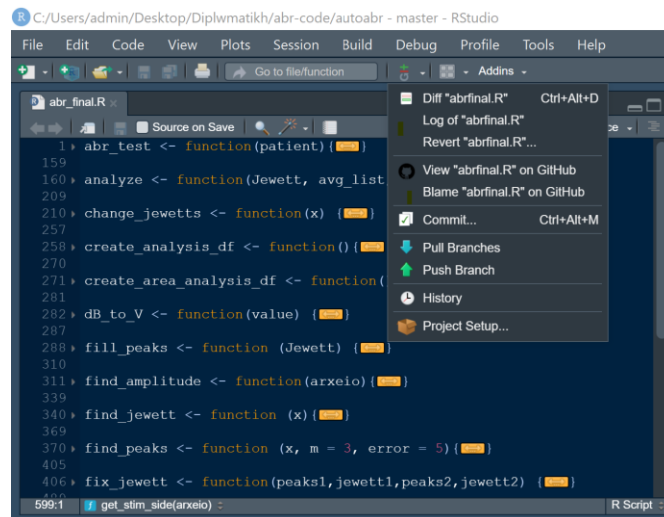 C:/Users/admin/Desktop/Diplwmatikh/abr-code/autoabr - master - RStudio
File Edit Code View Plots Session Build Debug Profile Tools Help
Go to file/function Addins
abr_final.R
Diff "abrfinal.R" Ctrl+Alt+D
Source on Save
Log of "abrfinal.R"
Revert "abrfinal.R"...
1 abr_test <- function(patient){}
159
View "abrfinal.R" on GitHub
160 analyze <- function(Jewett, avg_list
Blame "abrfinal.R" on GitHub
209
210 change_jewetts <- function(x) {}
Commit... Ctrl+Alt+M
257
258 create_analysis_df <- function(){
Pull Branches
270
Push Branch
271 create_area_analysis_df <- function(
281
History
282 dB_to_V <- function(value) {}
287
Project Setup...
288 fill_peaks <- function (Jewett) {}
310
311 find_amplitude <- function(arxeio){}
339
340 find_jewett <- function (x){}
369
370 find_peaks <- function (x, m = 3, error = 5){}
405
406 fix_jewett <- function(peaks1,jewett1,peaks2,jewett2) {}
599:1 get_stim_side(arxeio) R Script